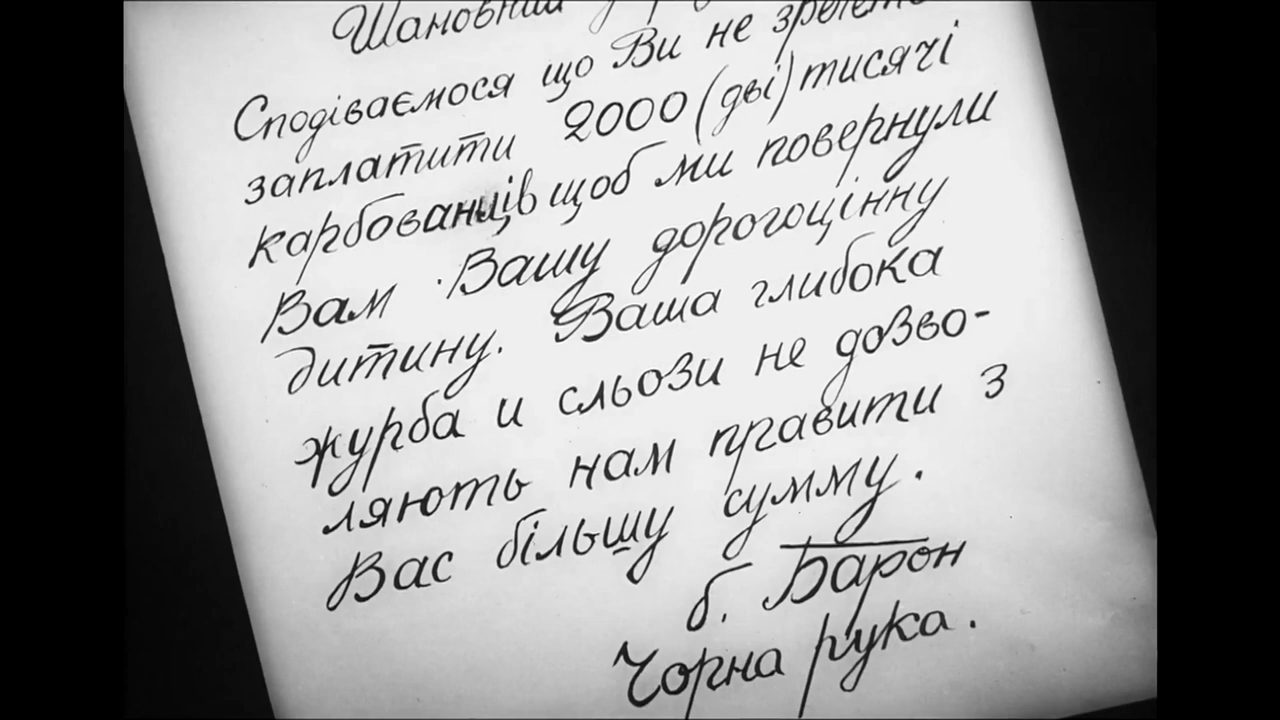 Шановний
Сподіваємося що Ви не
заплатити 2000 (дві) тисячі
карбованців щоб ми повернули
Вам Вашу дорогоцінну
дитину. Ваша глибока
журба и сльози не дозво-
ляють нам правити з
Вас більшу сумму.
б. Барон
Чорна рука.